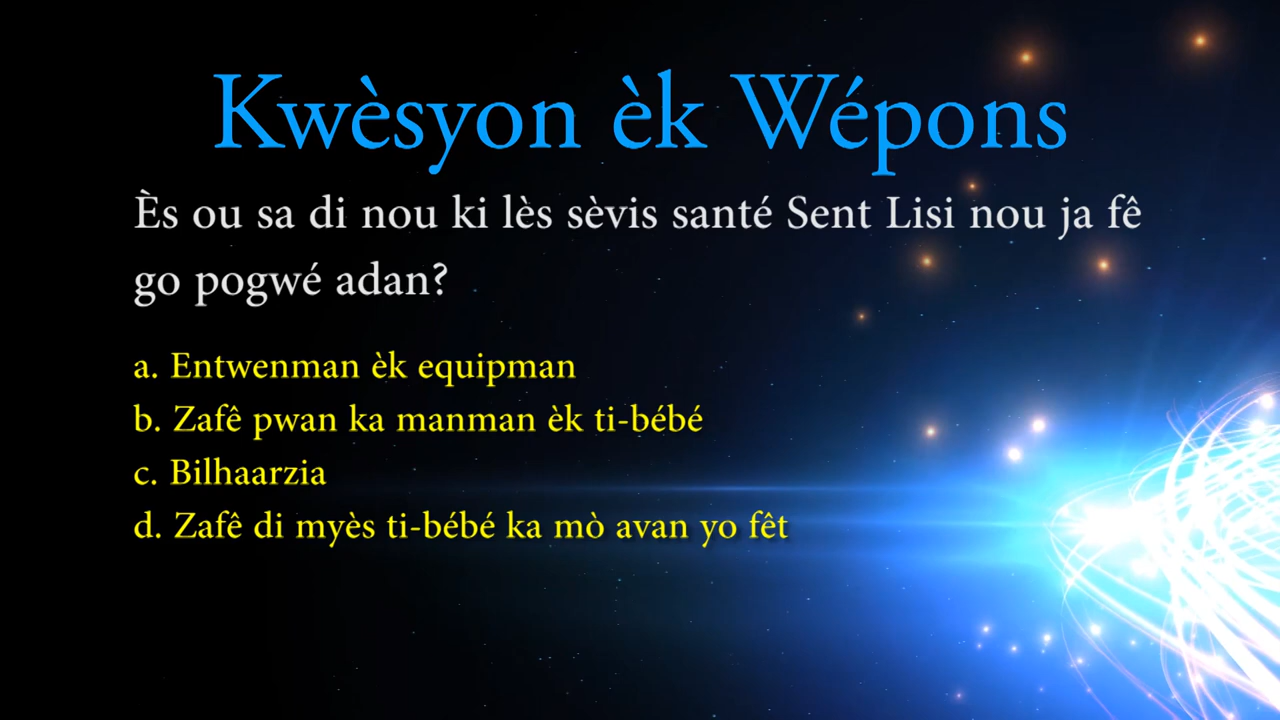 Kwèsyon èk Wépons
Ès ou sa di nou ki lès sèvis santé Sent Lisi nou ja fê
go pogwé adan?
a. Entwenman èk equipman
b. Zafê pwan ka manman èk ti-bébé
c. Bilhaarzia
d. Zafê di myès ti-bébé ka mò avan yo fêt